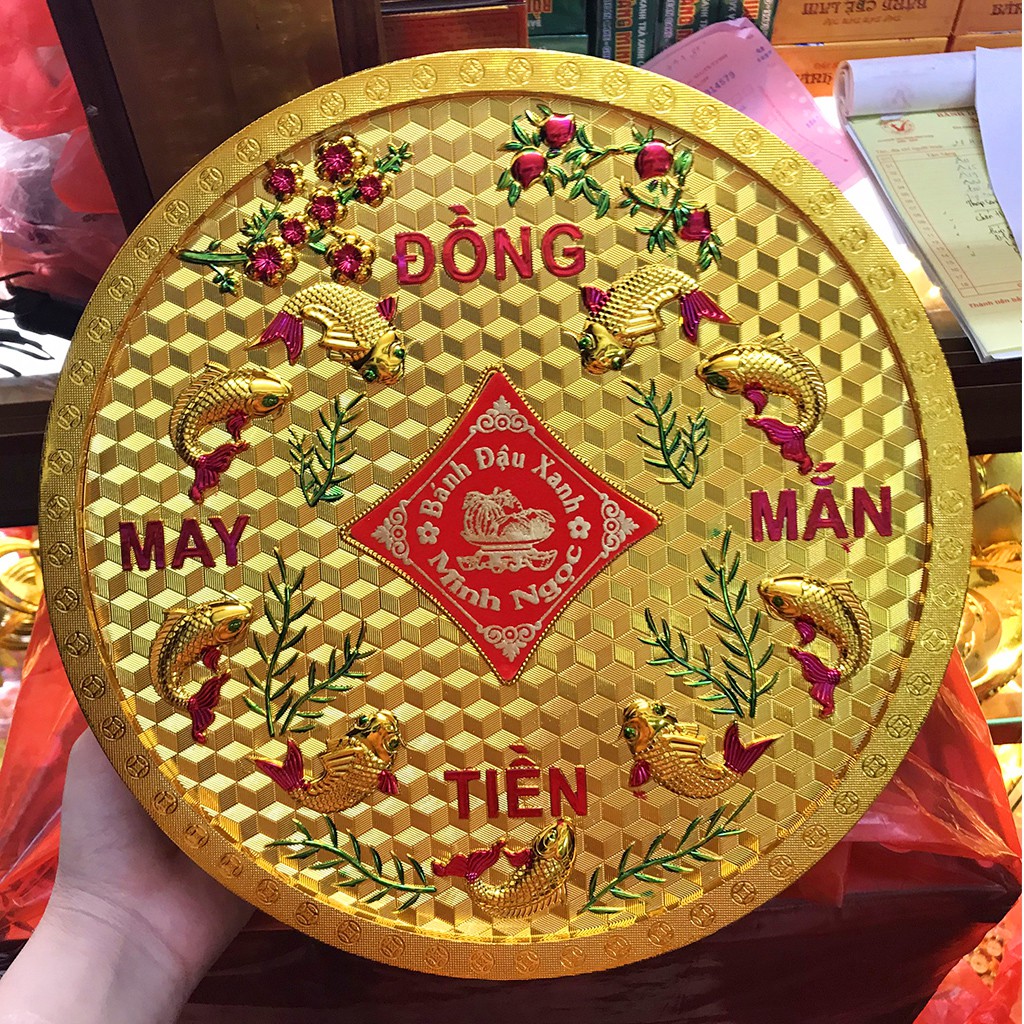 ĐỒNG
MAY
MẮN
TIỀN
Bánh Đậu Xanh
Minh Ngọc